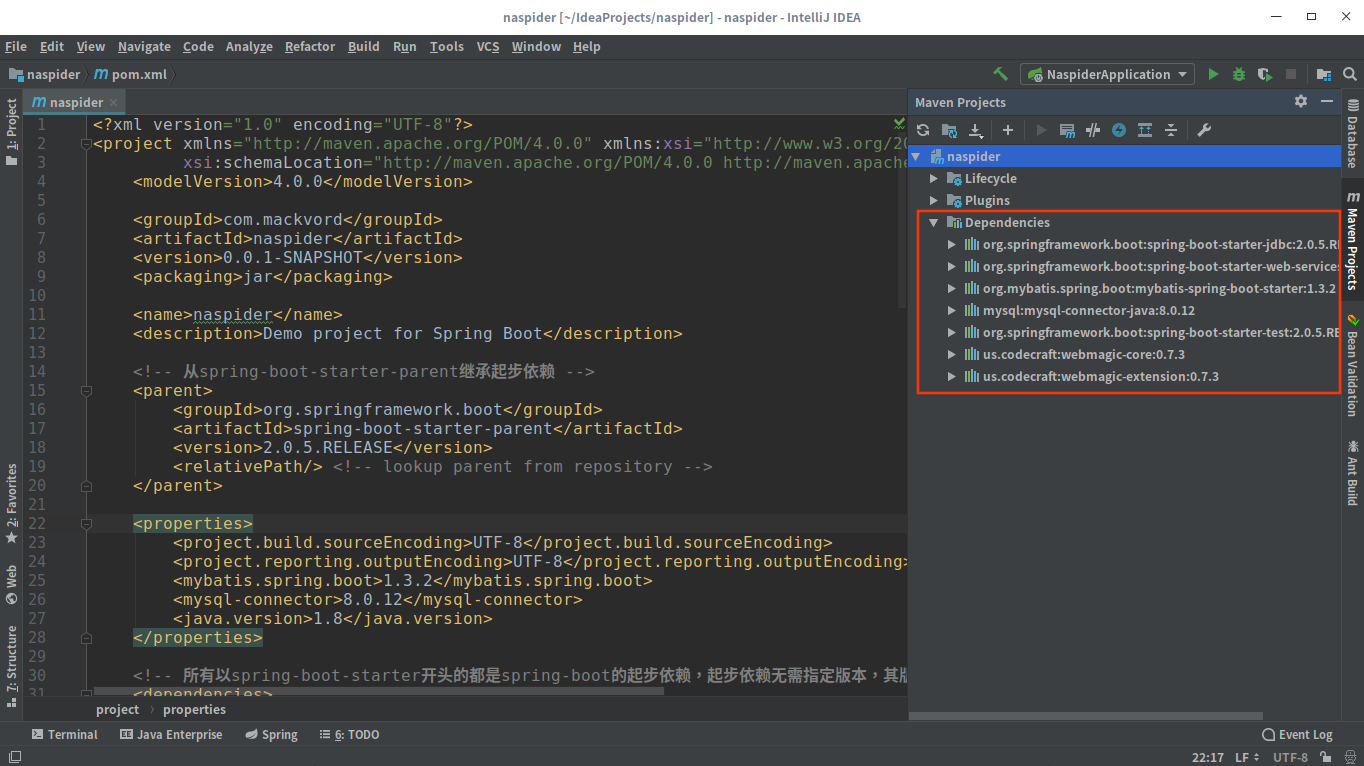 naspider [~/IdeaProjects/naspider] - naspider - IntelliJ IDEA
File Edit View Navigate Code Analyze Refactor Build Run Tools VCS Window Help
naspider pom.xml
NaspiderApplication
1: Project
2: Favorites
Web
7: Structure
naspider
1 <?xml version="1.0" encoding="UTF-8"?>
2 <project xmlns="http://maven.apache.org/POM/4.0.0" xmlns:xsi="http://www.w3.org/20
3 xsi:schemaLocation="http://maven.apache.org/POM/4.0.0 http://maven.apache
4 <modelVersion>4.0.0</modelVersion>
5
6 <groupId>com.mackvord</groupId>
7 <artifactId>naspider</artifactId>
8 <version>0.0.1-SNAPSHOT</version>
9 <packaging>jar</packaging>
10
11 <name>naspider</name>
12 <description>Demo project for Spring Boot</description>
13
14 <!-- 从spring-boot-starter-parent继承起步依赖 -->
15 <parent>
16 <groupId>org.springframework.boot</groupId>
17 <artifactId>spring-boot-starter-parent</artifactId>
18 <version>2.0.5.RELEASE</version>
19 <relativePath/> <!-- lookup parent from repository -->
20 </parent>
21
22 <properties>
23 <project.build.sourceEncoding>UTF-8</project.build.sourceEncoding>
24 <project.reporting.outputEncoding>UTF-8</project.reporting.outputEncoding>
25 <mybatis.spring.boot>1.3.2</mybatis.spring.boot>
26 <mysql-connector>8.0.12</mysql-connector>
27 <java.version>1.8</java.version>
28 </properties>
29
30 <!-- 所有以spring-boot-starter开头的都是spring-boot的起步依赖，起步依赖无需指定版本，其版
31 <dependencies>
project properties
Maven Projects
naspider
Lifecycle
Plugins
Dependencies
org.springframework.boot:spring-boot-starter-jdbc:2.0.5.RE
org.springframework.boot:spring-boot-starter-web-services
org.mybatis.spring.boot:mybatis-spring-boot-starter:1.3.2
mysql:mysql-connector-java:8.0.12
org.springframework.boot:spring-boot-starter-test:2.0.5.RE
us.codecraft:webmagic-core:0.7.3
us.codecraft:webmagic-extension:0.7.3
Database
Maven Projects
Bean Validation
Ant Build
Terminal Java Enterprise Spring 6: TODO Event Log
22:17 LF UTF-8